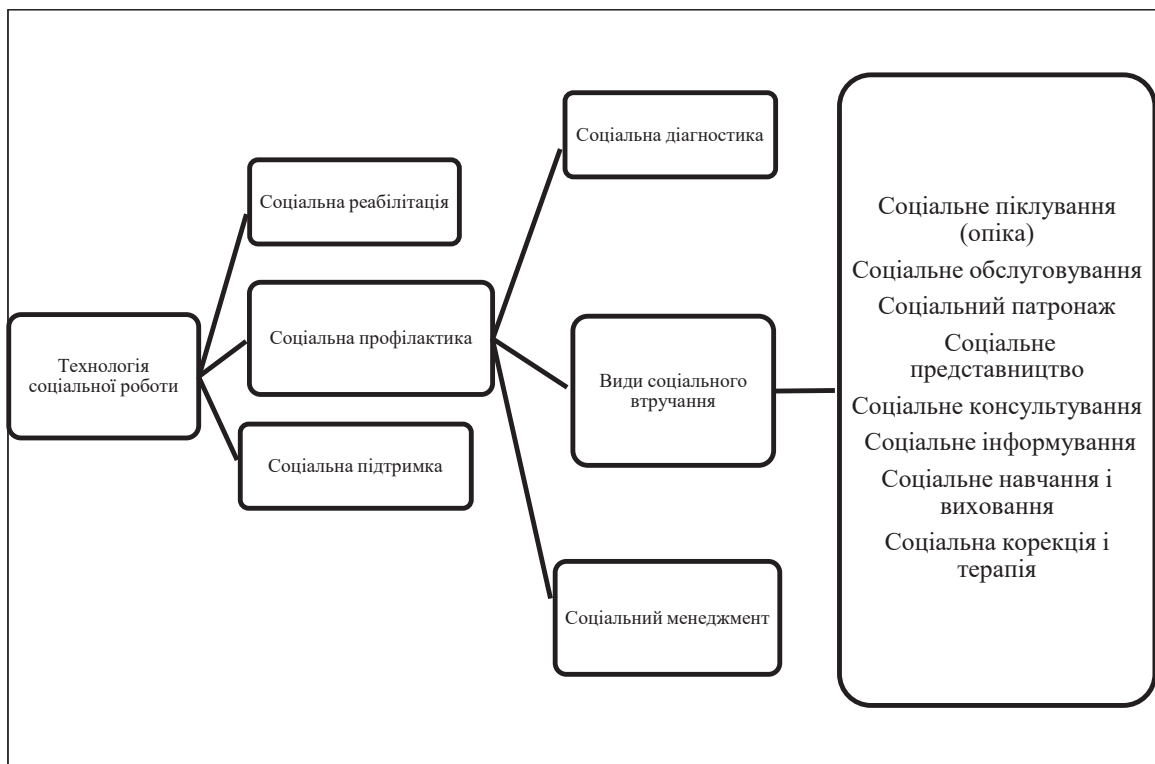 Технологія
соціальної роботи
Соціальна реабілітація
Соціальна профілактика
Соціальна підтримка
Соціальна діагностика
Види соціального
втручання
Соціальний менеджмент
Соціальне піклування
(опіка)
Соціальне обслуговування
Соціальний патронаж
Соціальне
представництво
Соціальне консультування
Соціальне інформування
Соціальне навчання і
виховання
Соціальна корекція і
терапія